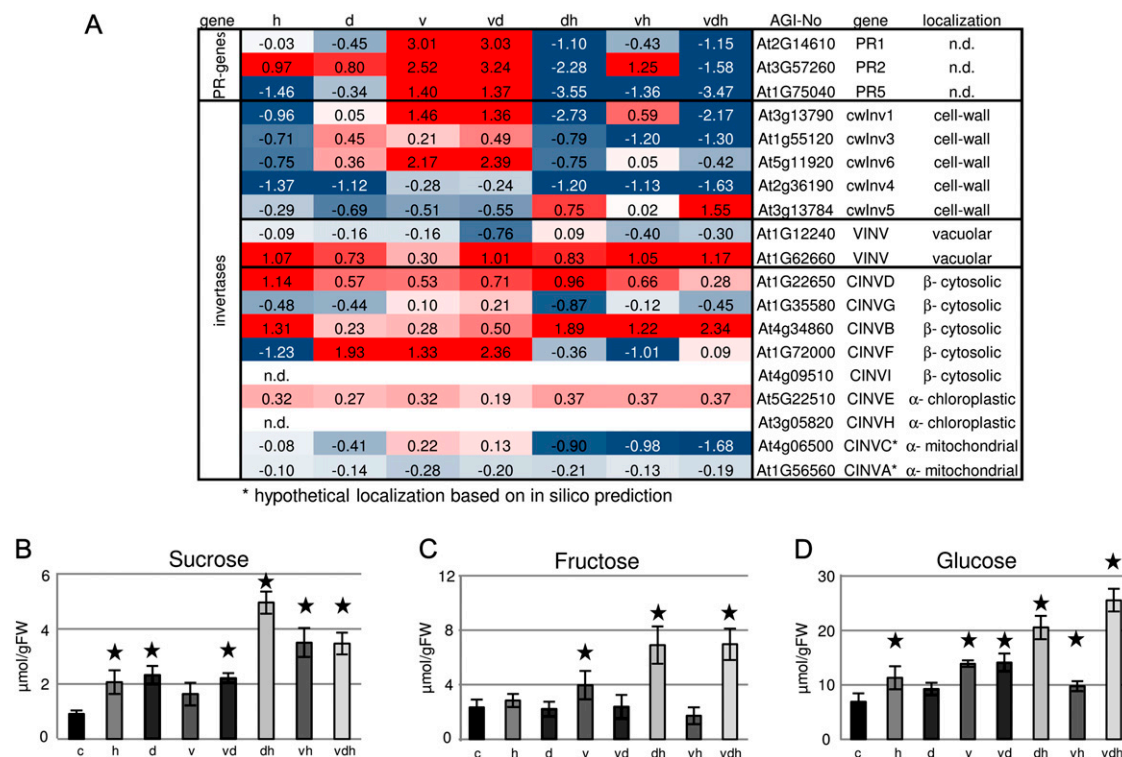 A
gene h d v vd dh vh vdh AGI-No gene localization
PR-genes
-0.03 -0.45 3.01 3.03 -1.10 -0.43 -1.15 At2G14610 PR1 n.d.
0.97 0.80 2.52 3.24 -2.28 1.25 -1.58 At3G57260 PR2 n.d.
-1.46 -0.34 1.40 1.37 -3.55 -1.36 -3.47 At1G75040 PR5 n.d.
invertases
-0.96 0.05 1.46 1.36 -2.73 0.59 -2.17 At3g13790 cwInv1 cell-wall
-0.71 0.45 0.21 0.49 -0.79 -1.20 -1.30 At1g55120 cwInv3 cell-wall
-0.75 0.36 2.17 2.39 -0.75 0.05 -0.42 At5g11920 cwInv6 cell-wall
-1.37 -1.12 -0.28 -0.24 -1.20 -1.13 -1.63 At2g36190 cwInv4 cell-wall
-0.29 -0.69 -0.51 -0.55 0.75 0.02 1.55 At3g13784 cwInv5 cell-wall
-0.09 -0.16 -0.16 -0.76 0.09 -0.40 -0.30 At1G12240 VINV vacuolar
1.07 0.73 0.30 1.01 0.83 1.05 1.17 At1G62660 VINV vacuolar
1.14 0.57 0.53 0.71 0.96 0.66 0.28 At1G22650 CINVD β- cytosolic
-0.48 -0.44 0.10 0.21 -0.87 -0.12 -0.45 At1G35580 CINVG β- cytosolic
1.31 0.23 0.28 0.50 1.89 1.22 2.34 At4g34860 CINVB β- cytosolic
-1.23 1.93 1.33 2.36 -0.36 -1.01 0.09 At1G72000 CINVF β- cytosolic
n.d. At4g09510 CINVI β- cytosolic
0.32 0.27 0.32 0.19 0.37 0.37 0.37 At5G22510 CINVE α- chloroplastic
n.d. At3g05820 CINVH α- chloroplastic
-0.08 -0.41 0.22 0.13 -0.90 -0.98 -1.68 At4g06500 CINVC* α- mitochondrial
-0.10 -0.14 -0.28 -0.20 -0.21 -0.13 -0.19 At1G56560 CINVA* α- mitochondrial
* hypothetical localization based on in silico prediction
B
Sucrose
µmol/gFW
6
4
2
0
c h d v vd dh vh vdh
C
Fructose
µmol/gFW
12
8
4
0
c h d v vd dh vh vdh
D
Glucose
µmol/gFW
30
20
10
0
c h d v vd dh vh vdh